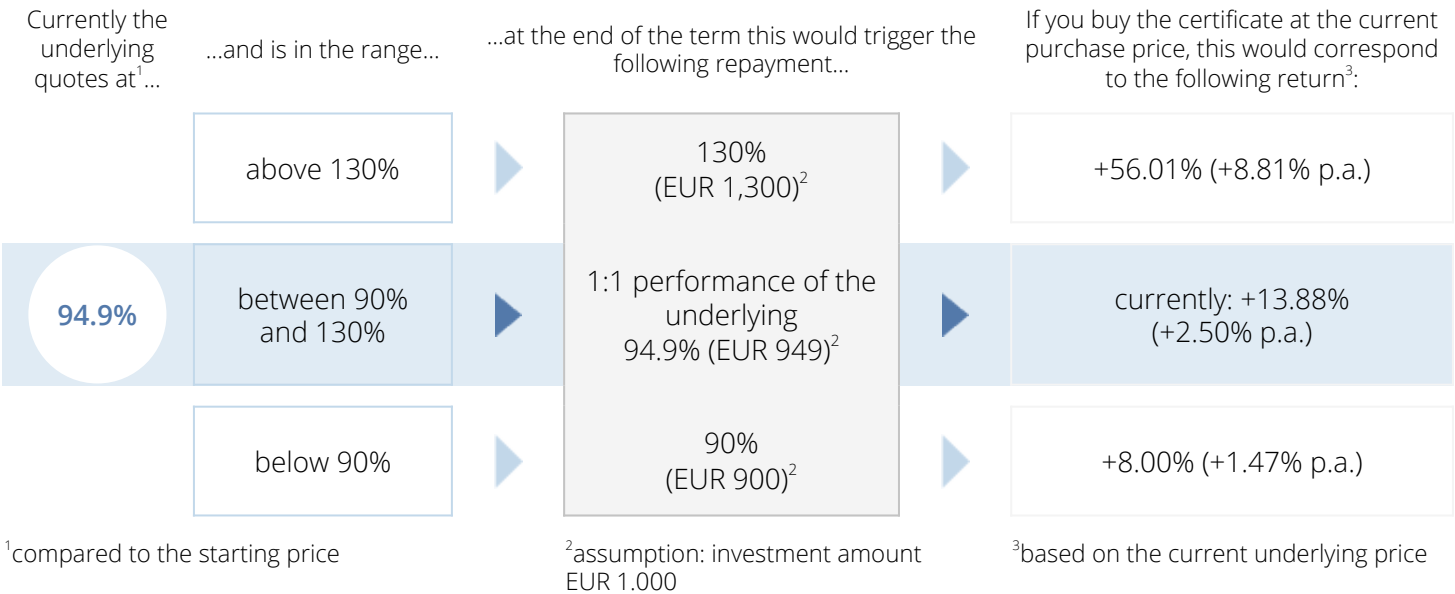 Currently the
underlying
quotes at¹...
...and is in the range...
...at the end of the term this would trigger the
following repayment...
If you buy the certificate at the current
purchase price, this would correspond
to the following return³:
above 130%
130%
(EUR 1,300)²
+56.01% (+8.81% p.a.)
94.9%
between 90%
and 130%
1:1 performance of the
underlying
94.9% (EUR 949)²
currently: +13.88%
(+2.50% p.a.)
below 90%
90%
(EUR 900)²
+8.00% (+1.47% p.a.)
¹compared to the starting price
²assumption: investment amount
EUR 1.000
³based on the current underlying price